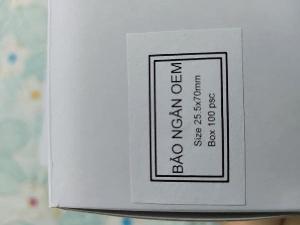 BẢO NGÂN OEM
Size 25.5x70mm
Box 100 psc